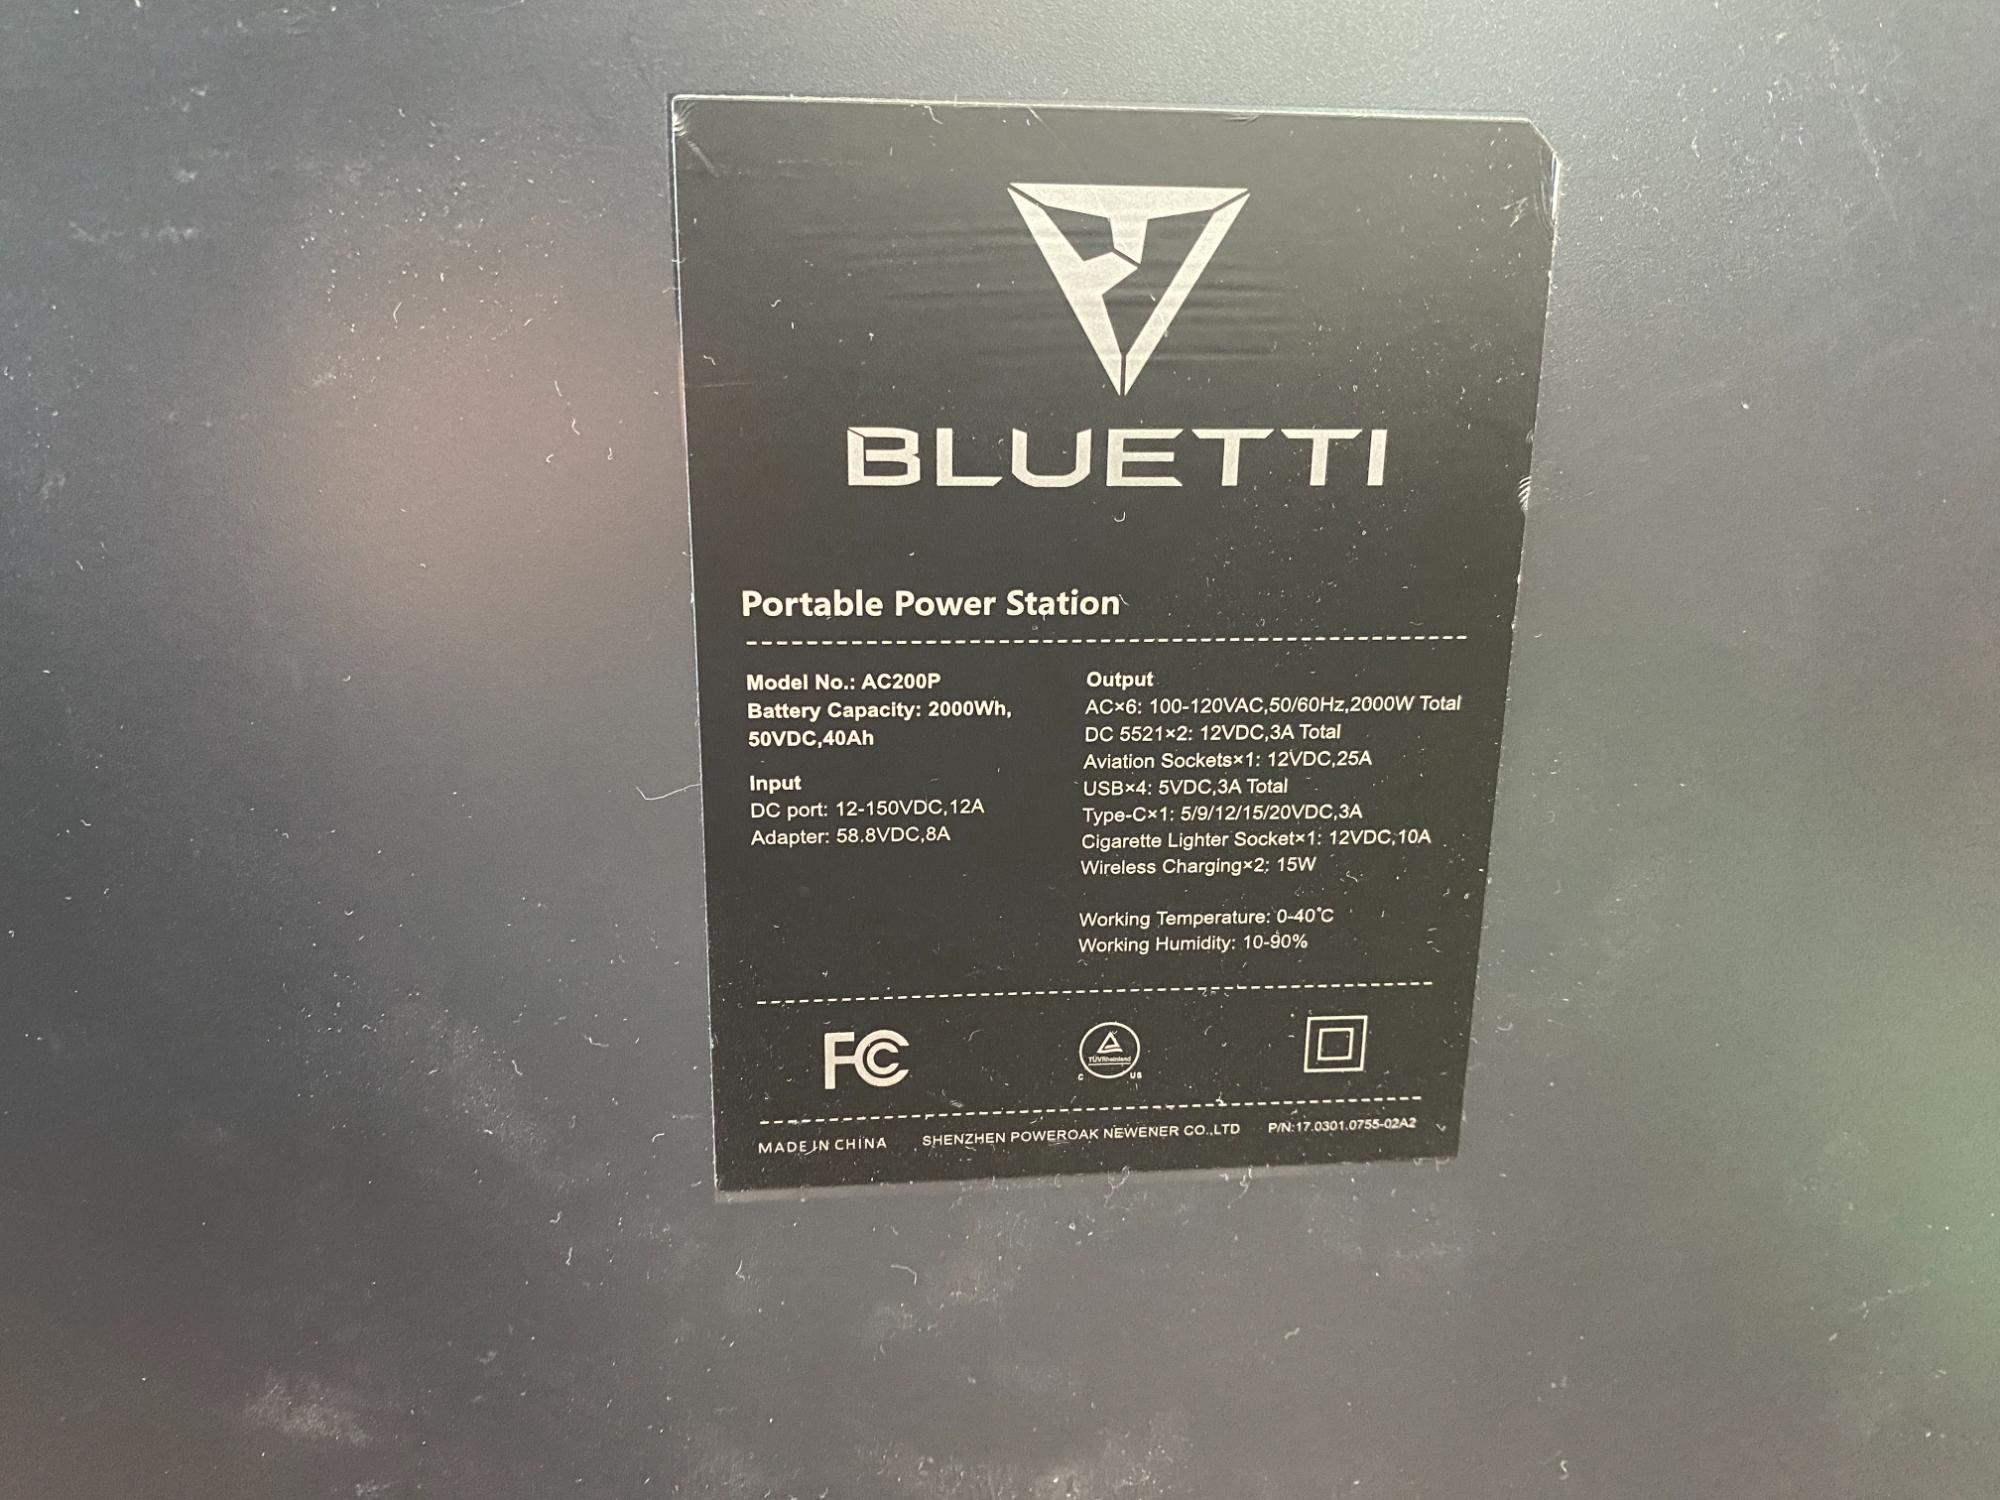 BLUETTI
Portable Power Station
Model No.: AC200P
Battery Capacity: 2000Wh,
50VDC,40Ah
Input
DC port: 12-150VDC,12A
Adapter: 58.8VDC,8A
Output
AC×6: 100-120VAC,50/60Hz,2000W Total
DC 5521×2: 12VDC,3A Total
Aviation Sockets×1: 12VDC,25A
USB×4: 5VDC,3A Total
Type-C×1: 5/9/12/15/20VDC,3A
Cigarette Lighter Socket×1: 12VDC,10A
Wireless Charging×2: 15W
Working Temperature: 0-40°C
Working Humidity: 10-90%
FC
TÜVRheinland
C US
MADE IN CHINA SHENZHEN POWEROAK NEWENER CO.,LTD P/N:17.0301.0755-02A2